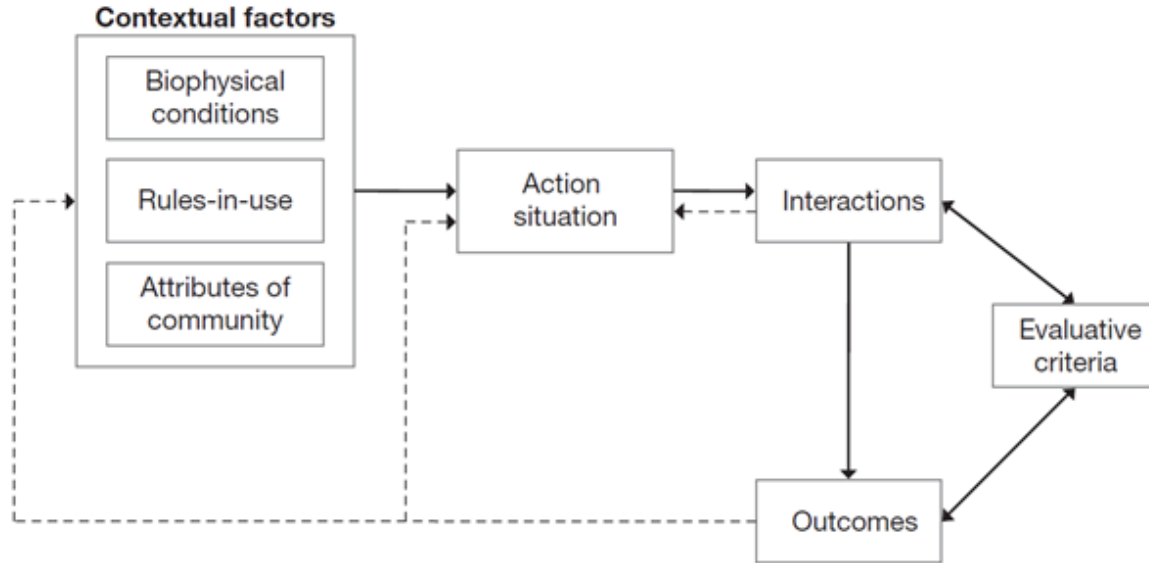 Contextual factors
Biophysical
conditions
Rules-in-use
Attributes of
community
Action
situation
Interactions
Evaluative
criteria
Outcomes